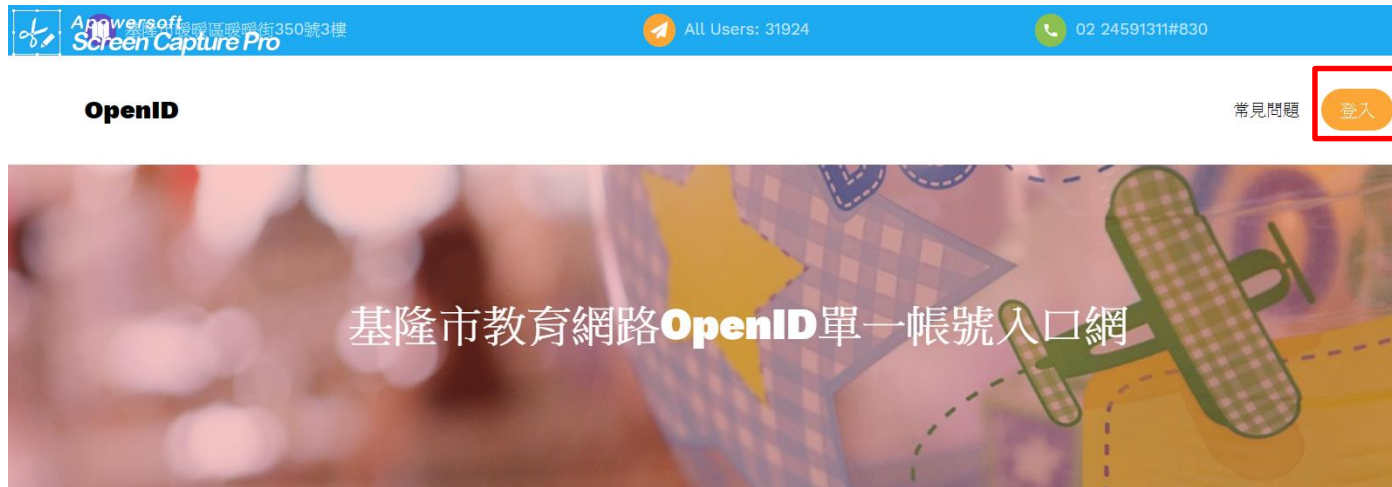 Apowersoft
Screen Capture Pro
基隆市暖暖區暖暖街350號3樓
All Users: 31924
02 24591311#830
OpenID
常見問題
登入
基隆市教育網路OpenID單一帳號入口網